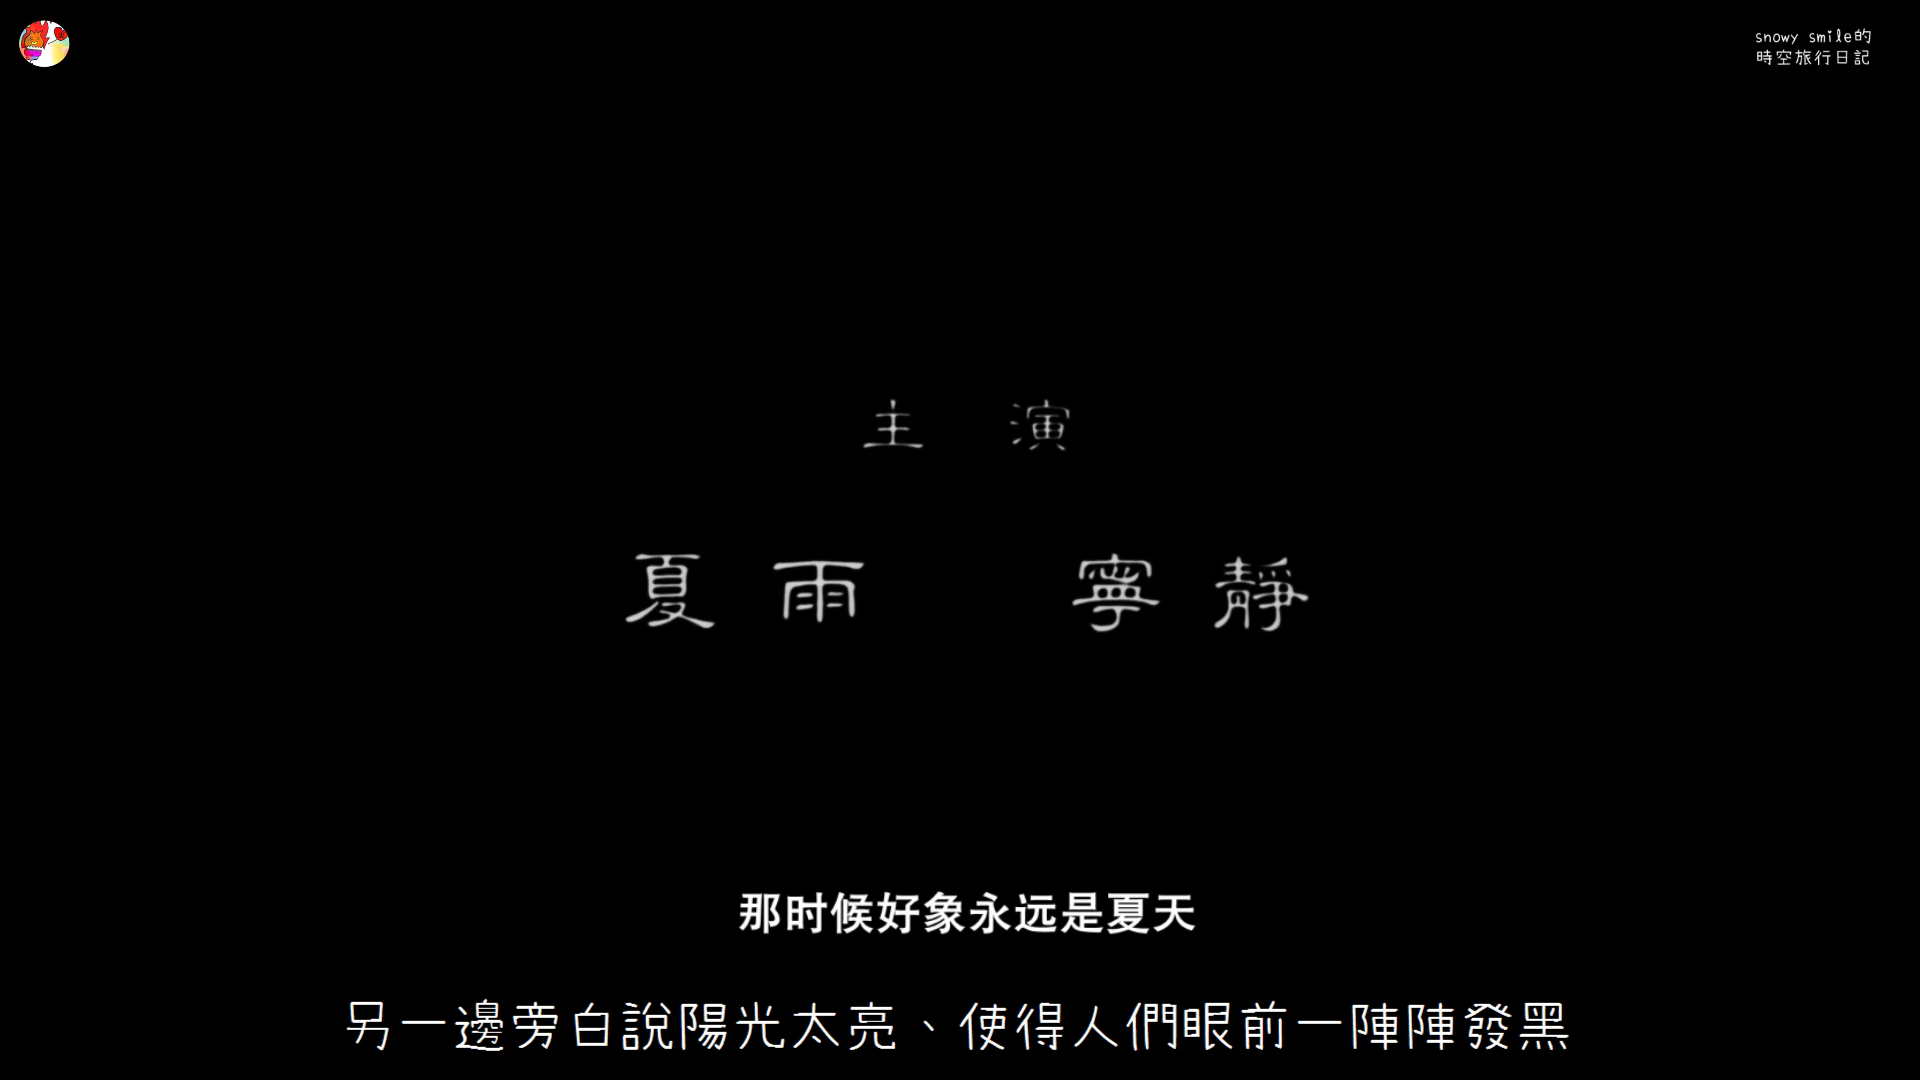 snowy smile的
時空旅行日記
主 演
夏雨 寧靜
那时候好象永远是夏天
另一邊旁白說陽光太亮、使得人們眼前一陣陣發黑